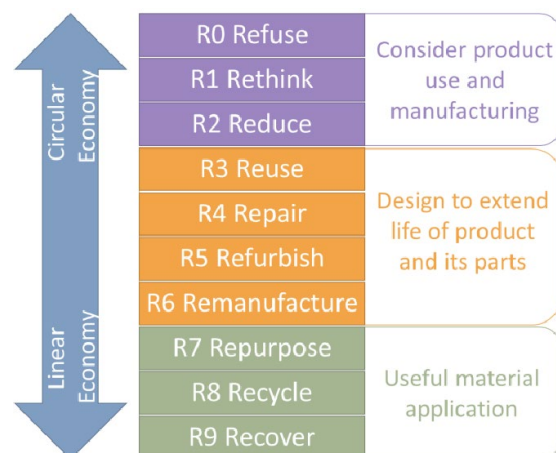 Circular
Economy
Linear
Economy
R0 Refuse
R1 Rethink
R2 Reduce
Consider product
use and
manufacturing
R3 Reuse
R4 Repair
R5 Refurbish
R6 Remanufacture
Design to extend
life of product
and its parts
R7 Repurpose
R8 Recycle
R9 Recover
Useful material
application